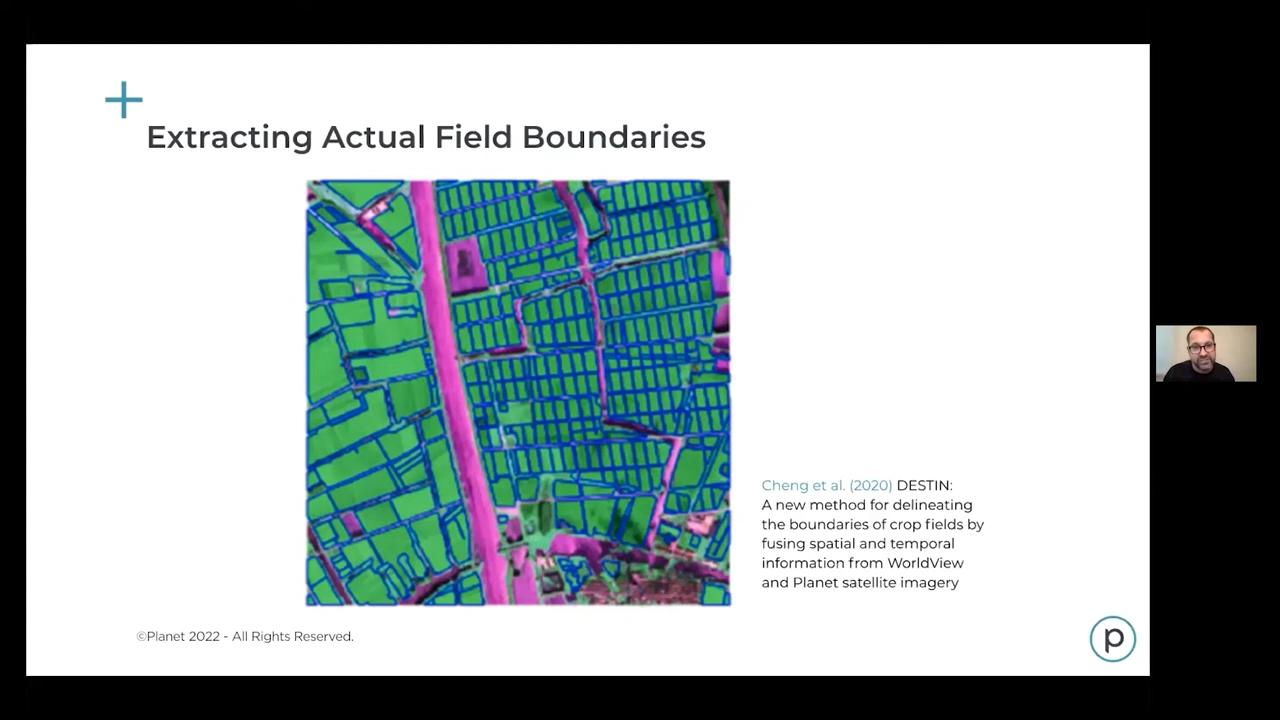 Extracting Actual Field Boundaries
Cheng et al. (2020) DESTIN:
A new method for delineating
the boundaries of crop fields by
fusing spatial and temporal
information from WorldView
and Planet satellite imagery
©Planet 2022 - All Rights Reserved.
p